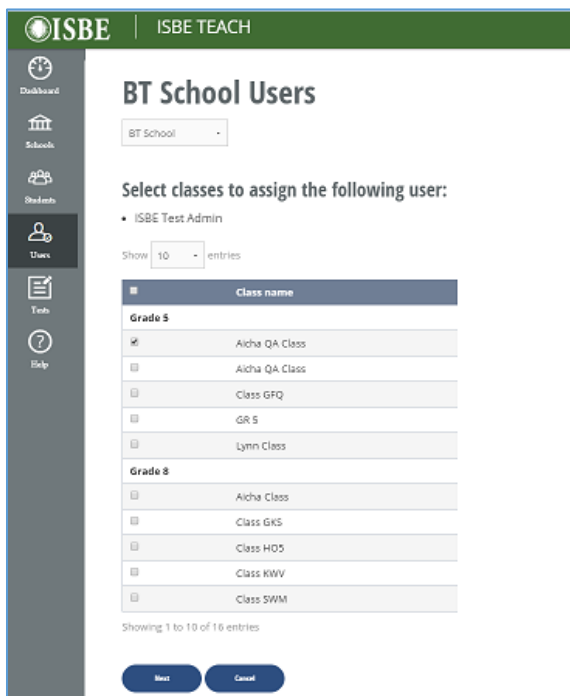 ISBE ISBE TEACH
Dashboard
Schools
Students
Users
Tests
Help
BT School Users
BT School
Select classes to assign the following user:
• ISBE Test Admin
Show 10 entries
Class name
Grade 5
Aicha QA Class
Aicha QA Class
Class GFQ
GR 5
Lynn Class
Grade 8
Aicha Class
Class GKS
Class HO5
Class KWV
Class SWM
Showing 1 to 10 of 16 entries
Next Cancel